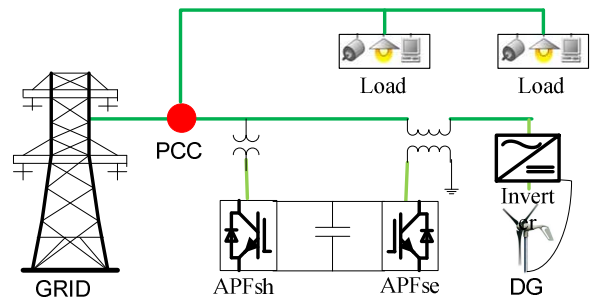 Load
Load
PCC
Invert
er
GRID
APFsh
APFse
DG